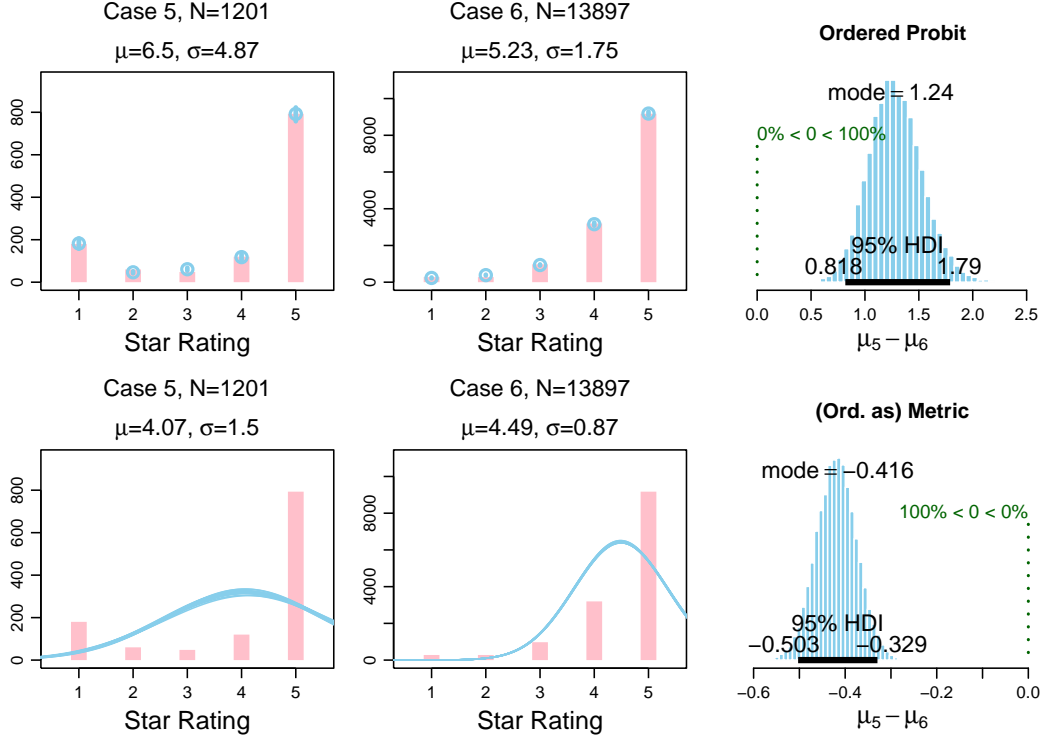 Case 5, N=1201
μ=6.5, σ=4.87
0
200
400
600
800
1
2
3
4
5
Star Rating
Case 6, N=13897
μ=5.23, σ=1.75
0
4000
8000
1
2
3
4
5
Star Rating
Ordered Probit
mode = 1.24
0% < 0 < 100%
95% HDI
0.818
1.79
0.0
0.5
1.0
1.5
2.0
2.5
μ5 − μ6
Case 5, N=1201
μ=4.07, σ=1.5
0
200
400
600
800
1
2
3
4
5
Star Rating
Case 6, N=13897
μ=4.49, σ=0.87
0
4000
8000
1
2
3
4
5
Star Rating
(Ord. as) Metric
mode = −0.416
100% < 0 < 0%
95% HDI
−0.503
−0.329
−0.6
−0.4
−0.2
0.0
μ5 − μ6